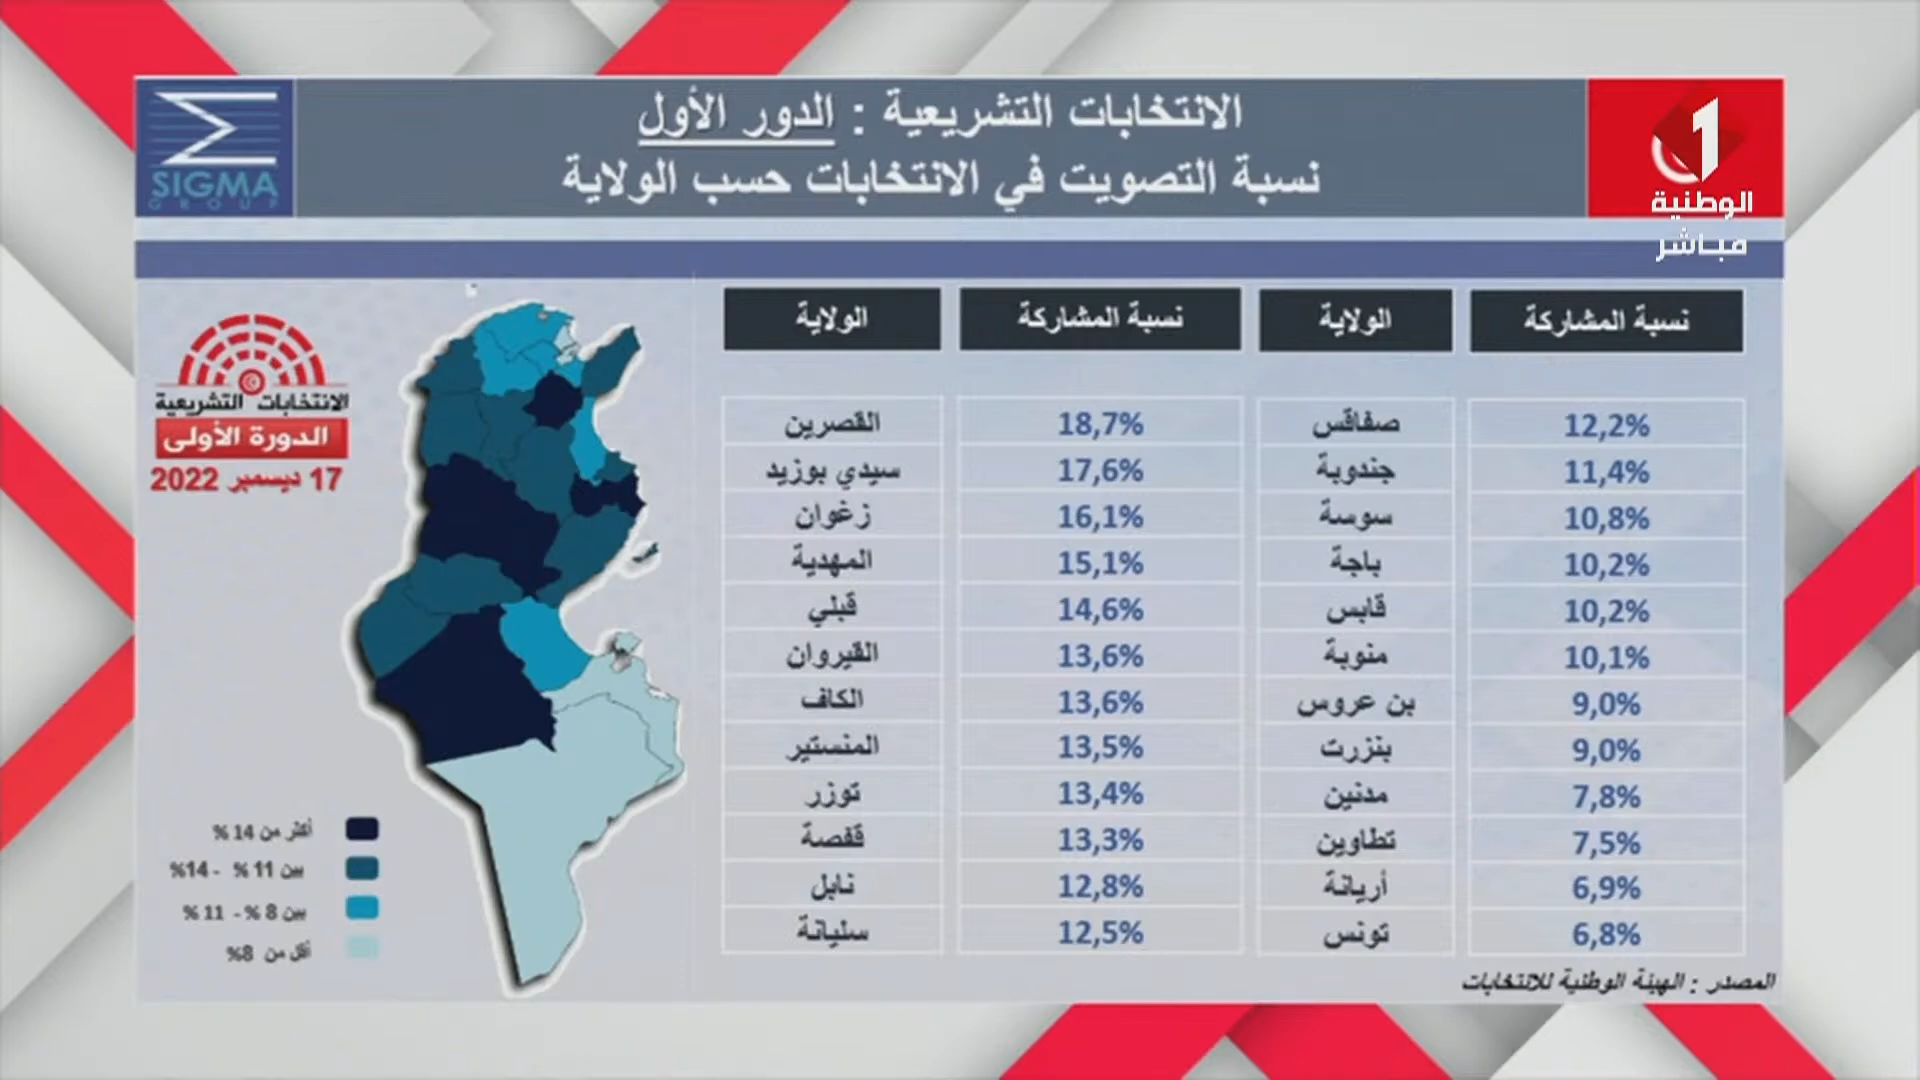 الانتخابات التشريعية : الدور الأول
نسبة التصويت في الانتخابات حسب الولاية
SIGMA
GROUP
1
الوطنية
مباشر
الانتخابات التشريعية
الدورة الأولى
17 ديسمبر 2022
أكثر من 14 %
بين 11 % - 14%
بين 8 % - 11 %
أقل من 8%
الولاية نسبة المشاركة الولاية نسبة المشاركة
القصرين 18,7% صفاقس 12,2%
سيدي بوزيد 17,6% جندوبة 11,4%
زغوان 16,1% سوسة 10,8%
المهدية 15,1% باجة 10,2%
قبلي 14,6% قابس 10,2%
القيروان 13,6% منوبة 10,1%
الكاف 13,6% بن عروس 9,0%
المنستير 13,5% بنزرت 9,0%
توزر 13,4% مدنين 7,8%
قفصة 13,3% تطاوين 7,5%
نابل 12,8% أريانة 6,9%
سليانة 12,5% تونس 6,8%
المصدر : الهيئة الوطنية للانتخابات